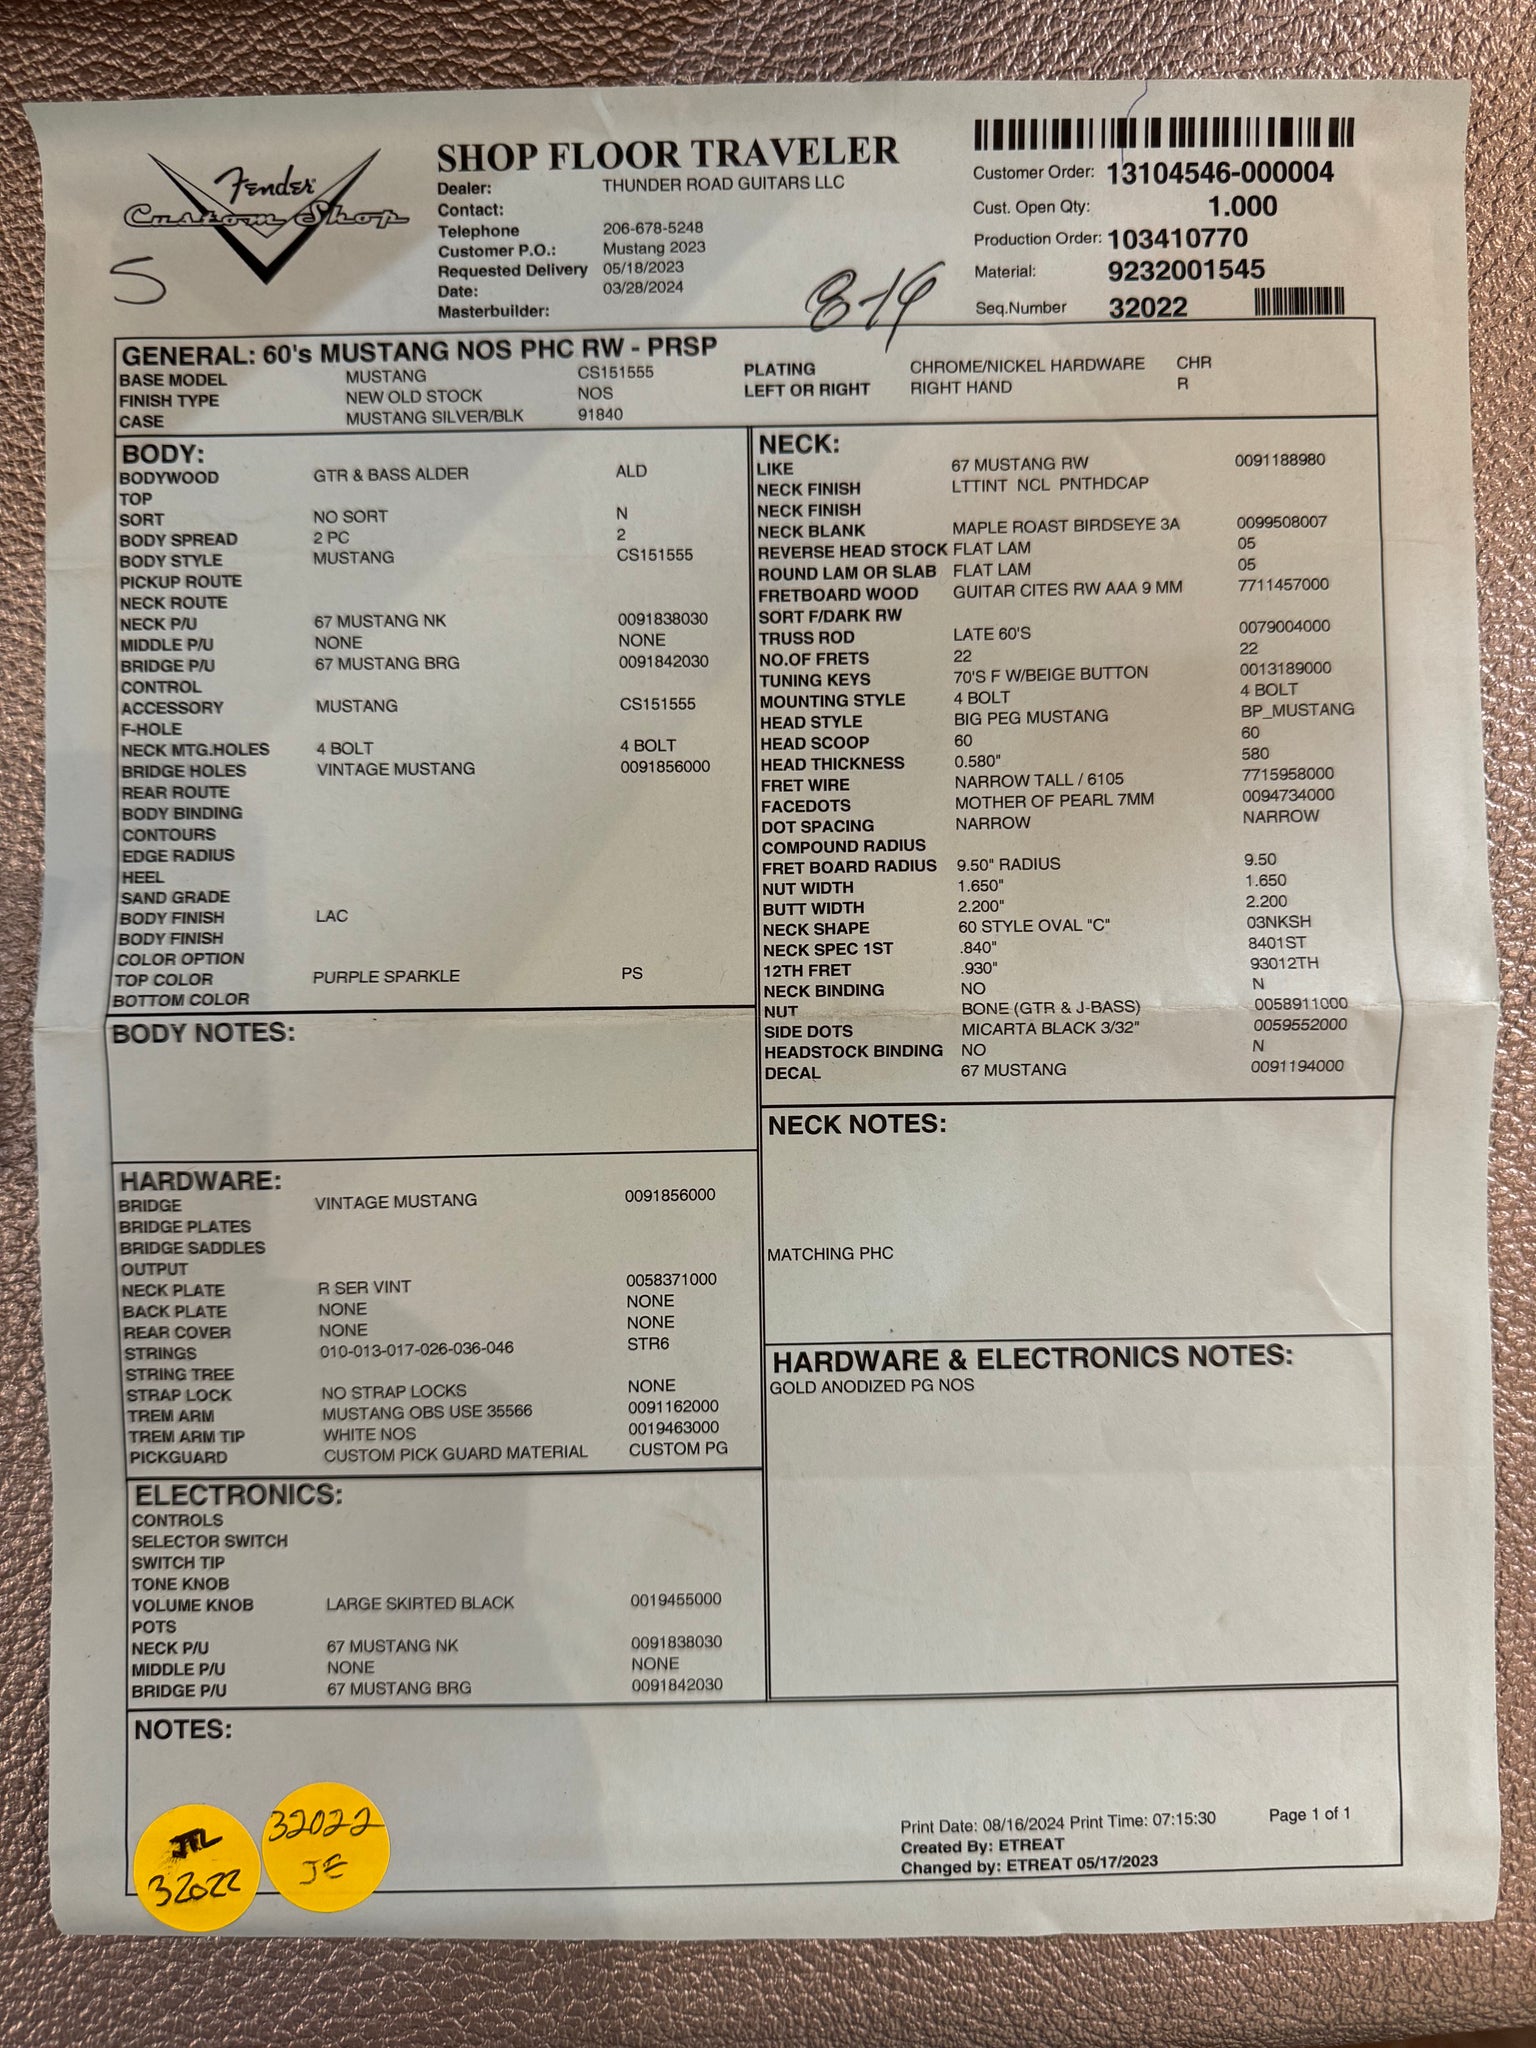 Fender
Custom Shop
SHOP FLOOR TRAVELER
Dealer: THUNDER ROAD GUITARS LLC
Contact:
Telephone 206-678-5248
Customer P.O.: Mustang 2023
Requested Delivery 05/18/2023
Date: 03/28/2024
Masterbuilder:
Customer Order: 13104546-000004
Cust. Open Qty: 1.000
Production Order: 103410770
Material: 9232001545
Seq.Number 32022
5
GENERAL: 60's MUSTANG NOS PHC RW - PRSP
BASE MODEL MUSTANG CS151555
FINISH TYPE NEW OLD STOCK NOS
CASE MUSTANG SILVER/BLK 91840
PLATING CHROME/NICKEL HARDWARE CHR
LEFT OR RIGHT RIGHT HAND R
BODY:
BODYWOOD GTR & BASS ALDER ALD
TOP
SORT NO SORT N
BODY SPREAD 2 PC 2
BODY STYLE MUSTANG CS151555
PICKUP ROUTE
NECK ROUTE
NECK P/U 67 MUSTANG NK 0091838030
MIDDLE P/U NONE NONE
BRIDGE P/U 67 MUSTANG BRG 0091842030
CONTROL
ACCESSORY MUSTANG CS151555
F-HOLE
NECK MTG.HOLES 4 BOLT 4 BOLT
BRIDGE HOLES VINTAGE MUSTANG 0091856000
REAR ROUTE
BODY BINDING
CONTOURS
EDGE RADIUS
HEEL
SAND GRADE
BODY FINISH LAC
BODY FINISH
COLOR OPTION
TOP COLOR PURPLE SPARKLE PS
BOTTOM COLOR
BODY NOTES:
HARDWARE:
BRIDGE VINTAGE MUSTANG 0091856000
BRIDGE PLATES
BRIDGE SADDLES
OUTPUT
NECK PLATE R SER VINT 0058371000
BACK PLATE NONE NONE
REAR COVER NONE NONE
STRINGS 010-013-017-026-036-046 STR6
STRING TREE
STRAP LOCK NO STRAP LOCKS NONE
TREM ARM MUSTANG OBS USE 35566 0091162000
TREM ARM TIP WHITE NOS 0019463000
PICKGUARD CUSTOM PICK GUARD MATERIAL CUSTOM PG
ELECTRONICS:
CONTROLS
SELECTOR SWITCH
SWITCH TIP
TONE KNOB
VOLUME KNOB LARGE SKIRTED BLACK 0019455000
POTS
NECK P/U 67 MUSTANG NK 0091838030
MIDDLE P/U NONE NONE
BRIDGE P/U 67 MUSTANG BRG 0091842030
NECK:
LIKE 67 MUSTANG RW 0091188980
NECK FINISH LTTINT NCL PNTHDCAP
NECK FINISH
NECK BLANK MAPLE ROAST BIRDSEYE 3A 0099508007
REVERSE HEAD STOCK FLAT LAM 05
ROUND LAM OR SLAB FLAT LAM 05
FRETBOARD WOOD GUITAR CITES RW AAA 9 MM 7711457000
SORT F/DARK RW
TRUSS ROD LATE 60'S 0079004000
NO.OF FRETS 22 22
TUNING KEYS 70'S F W/BEIGE BUTTON 0013189000
MOUNTING STYLE 4 BOLT 4 BOLT
HEAD STYLE BIG PEG MUSTANG BP_MUSTANG
HEAD SCOOP 60 60
HEAD THICKNESS 0.580" 580
FRET WIRE NARROW TALL / 6105 7715958000
FACEDOTS MOTHER OF PEARL 7MM 0094734000
DOT SPACING NARROW NARROW
COMPOUND RADIUS
FRET BOARD RADIUS 9.50" RADIUS 9.50
NUT WIDTH 1.650" 1.650
BUTT WIDTH 2.200" 2.200
NECK SHAPE 60 STYLE OVAL "C" 03NKSH
NECK SPEC 1ST .840" 8401ST
12TH FRET .930" 93012TH
NECK BINDING NO N
NUT BONE (GTR & J-BASS) 0058911000
SIDE DOTS MICARTA BLACK 3/32" 0059552000
HEADSTOCK BINDING NO N
DECAL 67 MUSTANG 0091194000
NECK NOTES:
MATCHING PHC
HARDWARE & ELECTRONICS NOTES:
GOLD ANODIZED PG NOS
NOTES:
32022
32022
JE
Print Date: 08/16/2024 Print Time: 07:15:30 Page 1 of 1
Created By: ETREAT
Changed by: ETREAT 05/17/2023